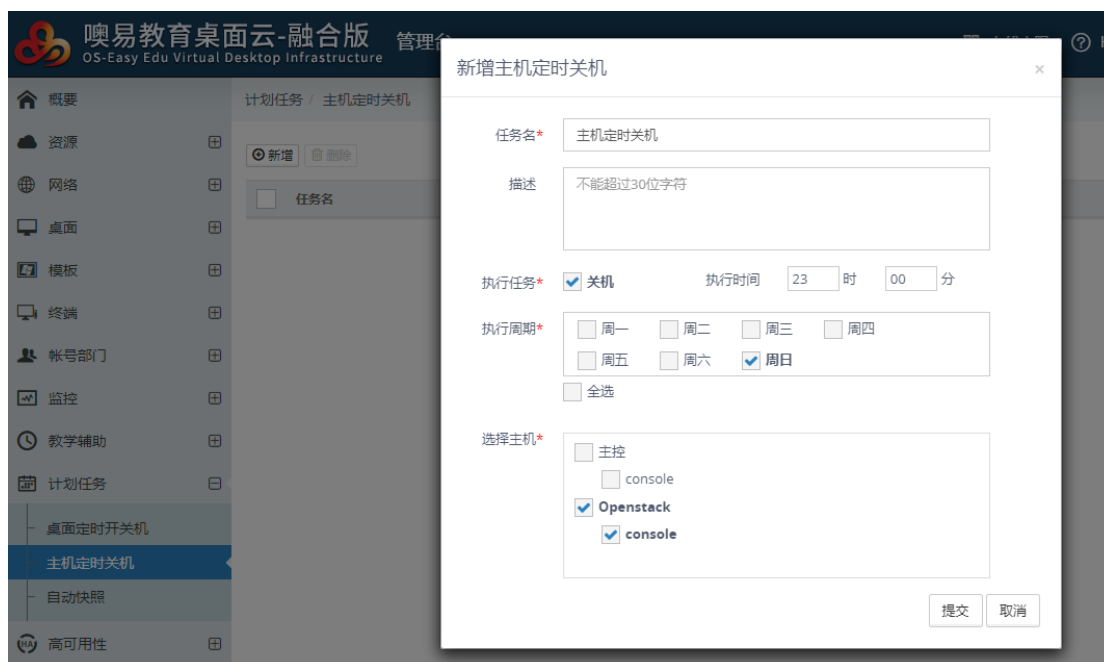 噢易教育桌面云-融合版 管理台
OS-Easy Edu Virtual Desktop Infrastructure
概要
资源
网络
桌面
模板
终端
帐号部门
监控
教学辅助
计划任务
桌面定时开关机
主机定时关机
自动快照
高可用性
计划任务 / 主机定时关机
新增 删除
任务名
新增主机定时关机 ×
任务名* 主机定时关机
描述 不能超过30位字符
执行任务* 关机 执行时间 23 时 00 分
执行周期* 周一 周二 周三 周四
周五 周六 周日
全选
选择主机* 主控
console
Openstack
console
提交 取消